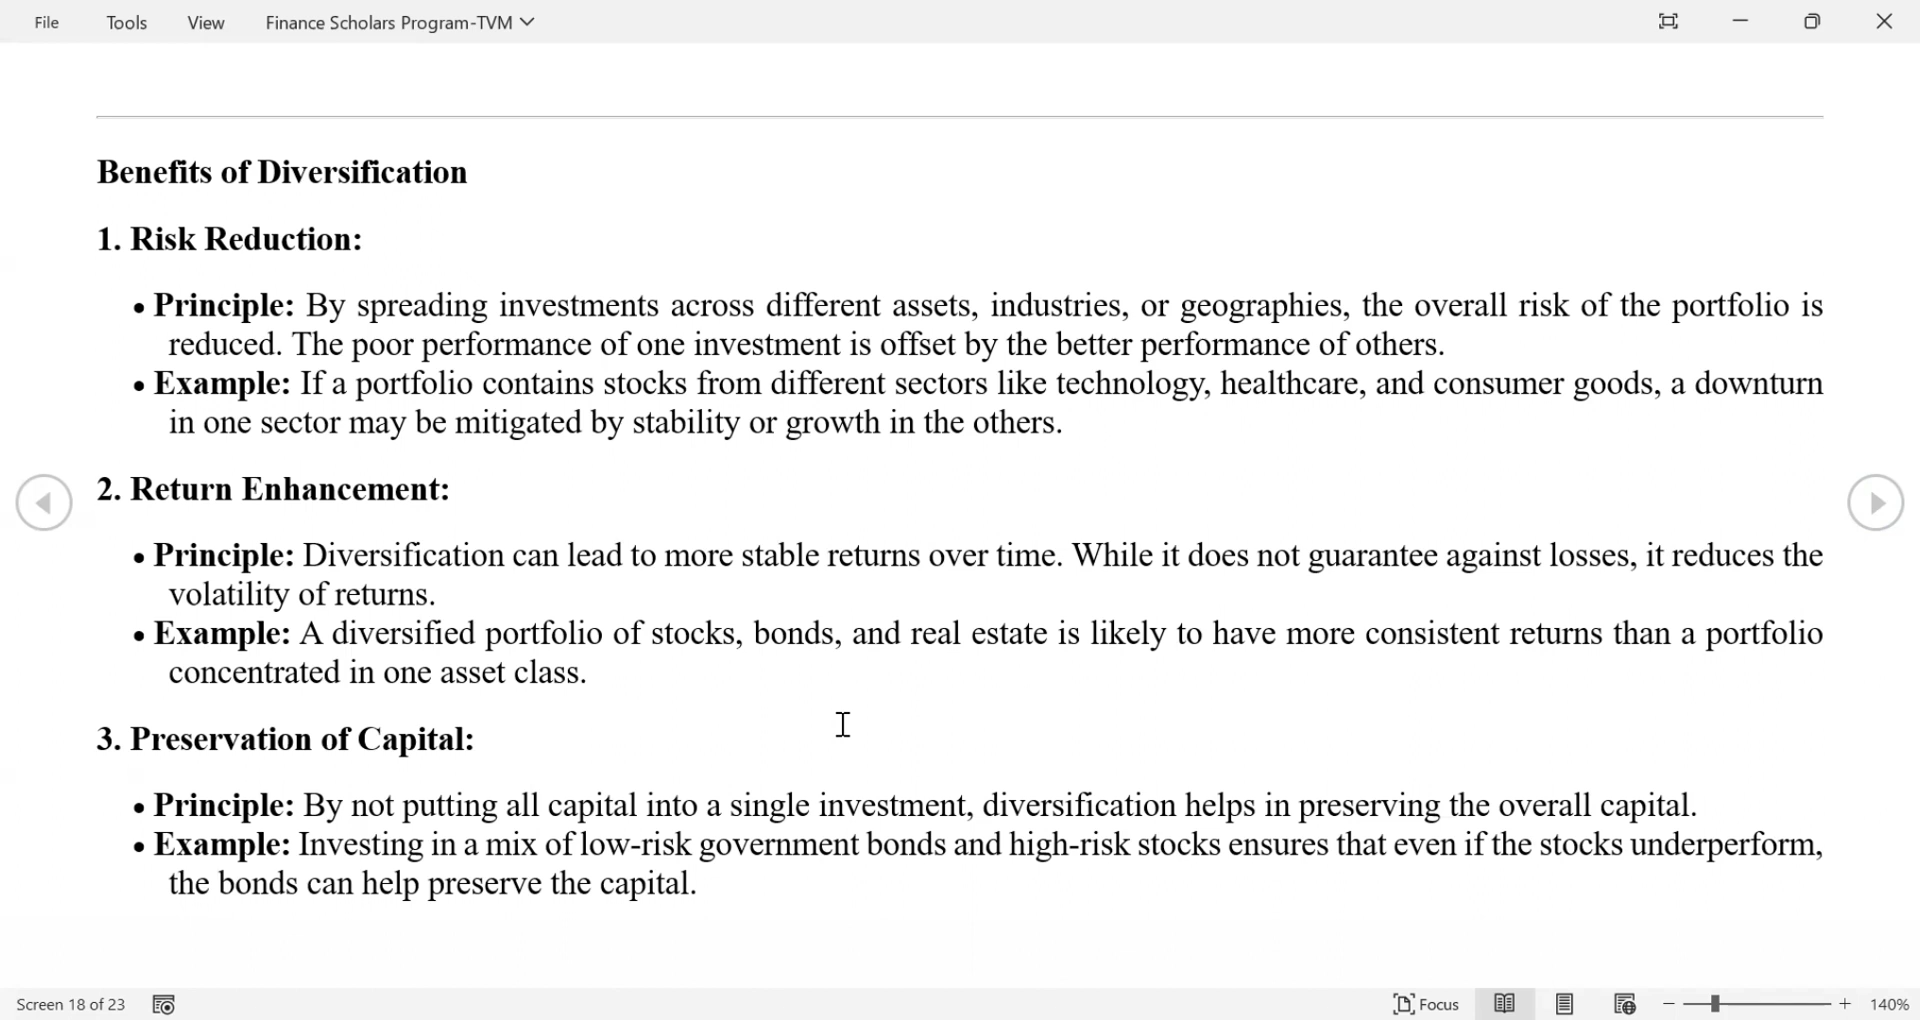 File Tools View Finance Scholars Program-TVM
Benefits of Diversification
1. Risk Reduction:
• Principle: By spreading investments across different assets, industries, or geographies, the overall risk of the portfolio is
reduced. The poor performance of one investment is offset by the better performance of others.
• Example: If a portfolio contains stocks from different sectors like technology, healthcare, and consumer goods, a downturn
in one sector may be mitigated by stability or growth in the others.
2. Return Enhancement:
• Principle: Diversification can lead to more stable returns over time. While it does not guarantee against losses, it reduces the
volatility of returns.
• Example: A diversified portfolio of stocks, bonds, and real estate is likely to have more consistent returns than a portfolio
concentrated in one asset class.
3. Preservation of Capital:
• Principle: By not putting all capital into a single investment, diversification helps in preserving the overall capital.
• Example: Investing in a mix of low-risk government bonds and high-risk stocks ensures that even if the stocks underperform,
the bonds can help preserve the capital.
Screen 18 of 23 Focus 140%